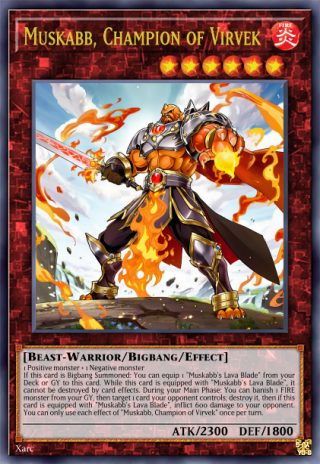 Muskabb, Champion of Virvek
FIRE
炎
[Beast-Warrior/Bigbang/Effect]
1 Positive monster + 1 Negative monster
If this card is Bigbang Summoned: You can equip 1 "Muskabb's Lava Blade" from your
Deck or GY to this card. While this card is equipped with "Muskabb's Lava Blade", it
cannot be destroyed by card effects. During your Main Phase: You can banish 1 FIRE
monster from your GY, then target 1 card your opponent controls; destroy it, then if this
card is equipped with "Muskabb's Lava Blade", inflict 600 damage to your opponent.
You can only use each effect of "Muskabb, Champion of Virvek" once per turn.
ATK/2300 DEF/1800
Xarc